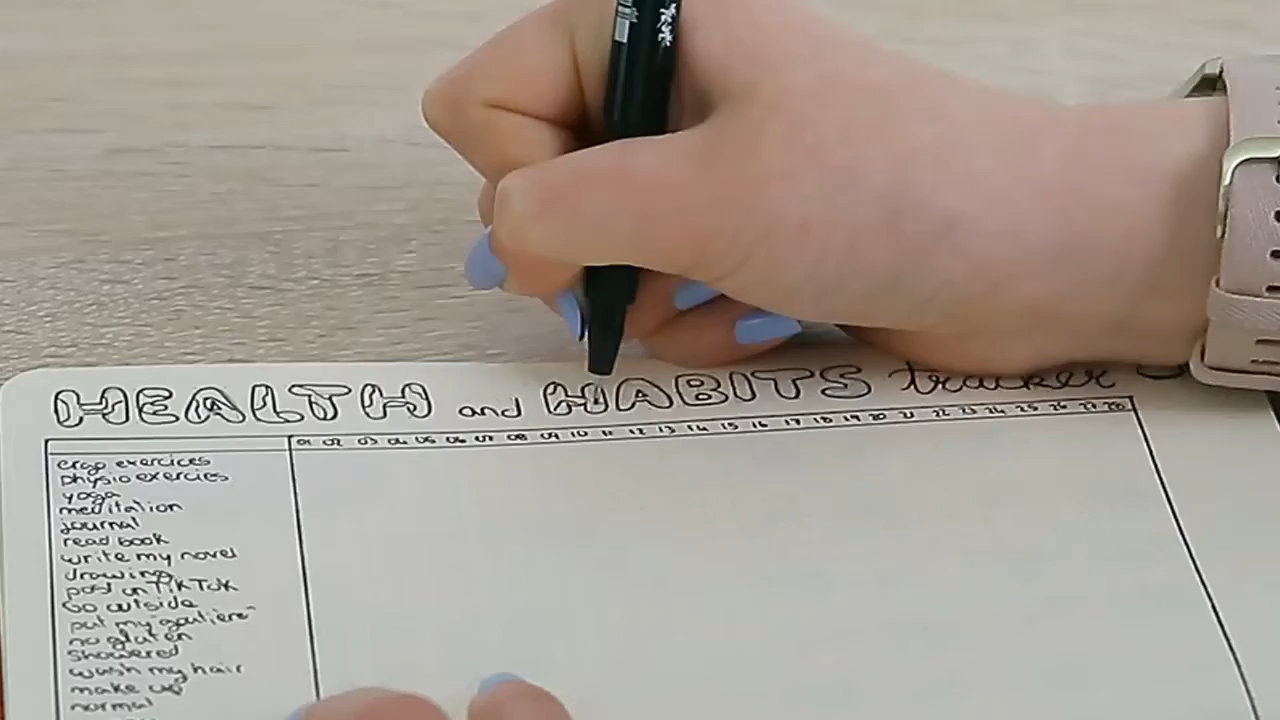 HEALTH and HABITS tracker
01 02 03 04 05 06 07 08 09 10 11 12 13 14 15 16 17 18 19 20 21 22 23 24 25 26 27 28
ergo exercices
physio exercies
yoga
meditation
journal
read book
write my novel
drawing
post on TikTok
Go outside
put my "goutiere"
no gluten
showered
wash my hair
make up
normal